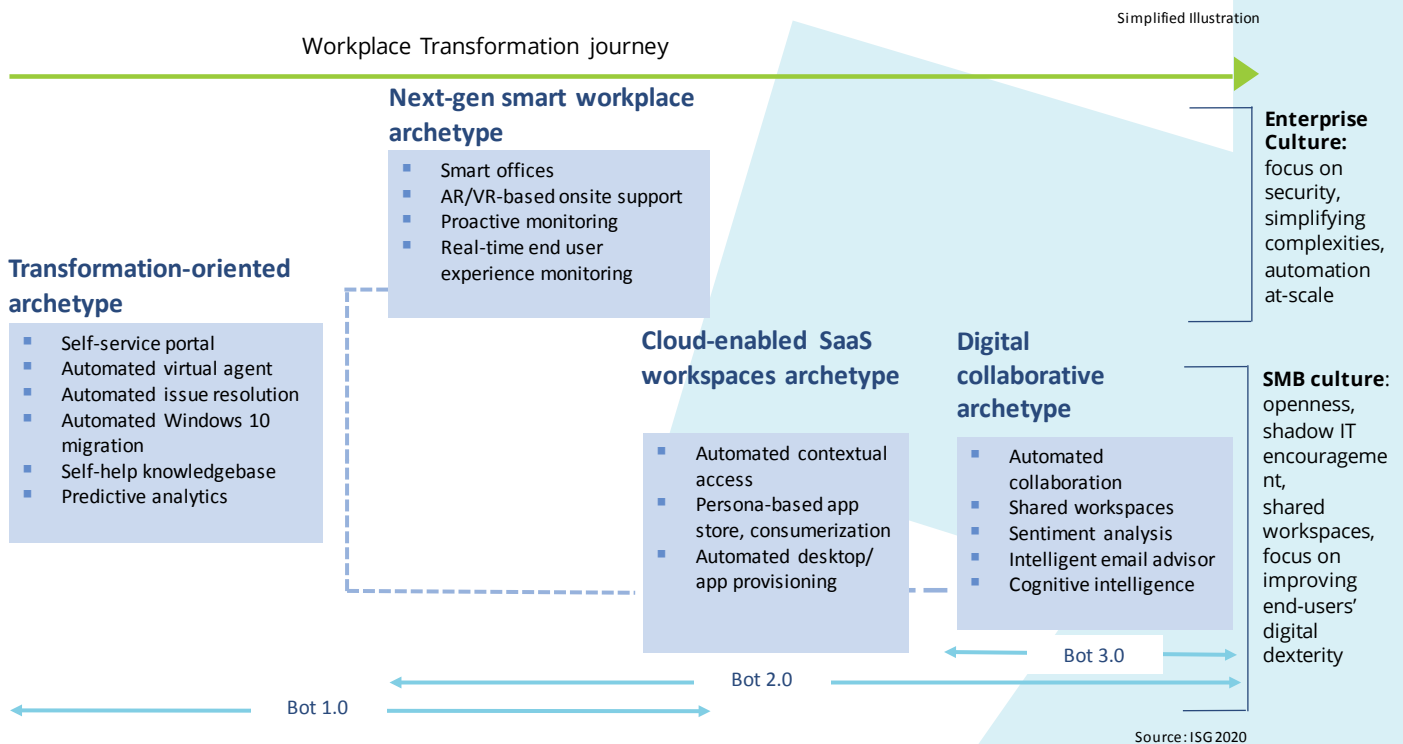 Simplified Illustration
Workplace Transformation journey
Next-gen smart workplace
archetype
▪ Smart offices
▪ AR/VR-based onsite support
▪ Proactive monitoring
▪ Real-time end user
experience monitoring
Enterprise
Culture:
focus on
security,
simplifying
complexities,
automation
at-scale
Transformation-oriented
archetype
▪ Self-service portal
▪ Automated virtual agent
▪ Automated issue resolution
▪ Automated Windows 10
migration
▪ Self-help knowledgebase
▪ Predictive analytics
Cloud-enabled SaaS
workspaces archetype
▪ Automated contextual
access
▪ Persona-based app
store, consumerization
▪ Automated desktop/
app provisioning
Digital
collaborative
archetype
▪ Automated
collaboration
▪ Shared workspaces
▪ Sentiment analysis
▪ Intelligent email advisor
▪ Cognitive intelligence
SMB culture:
openness,
shadow IT
encourageme
nt,
shared
workspaces,
focus on
improving
end-users’
digital
dexterity
Bot 3.0
Bot 2.0
Bot 1.0
Source: ISG 2020